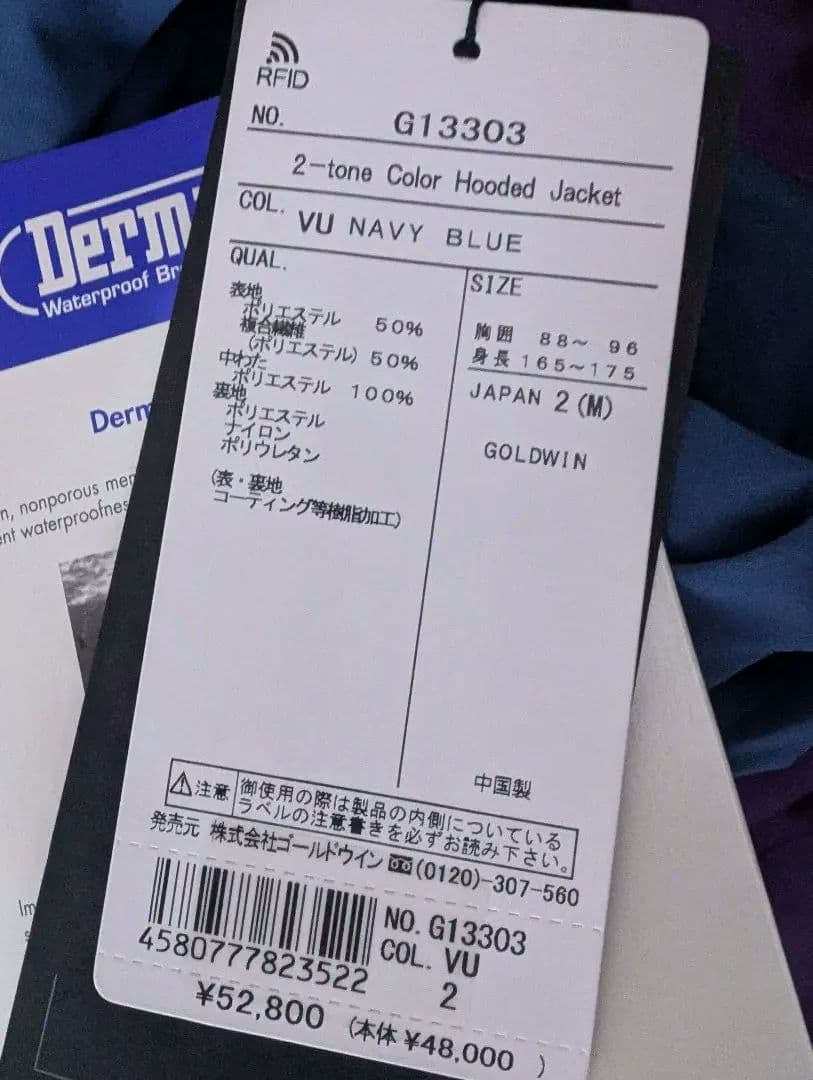 RFID
NO. G13303
2-tone Color Hooded Jacket
COL. VU NAVY BLUE
QUAL.
表地
ポリエステル 50%
複合繊維
(ポリエステル) 50%
中わた
ポリエステル 100%
裏地
ポリエステル
ナイロン
ポリウレタン
(表・裏地
コーティング等樹脂加工)
SIZE
胸囲 88~ 96
身長 165~175
JAPAN 2(M)
GOLDWIN
中国製
注意 御使用の際は製品の内側についている
ラベルの注意書きを必ずお読み下さい。
発売元 株式会社ゴールドウイン (0120)-307-560
4580777823522
NO. G13303
COL. VU
2
¥52,800 (本体 ¥48,000 )
Derm
Waterproof Br
Derm
n, nonporous mem
nt waterproofnes
Im